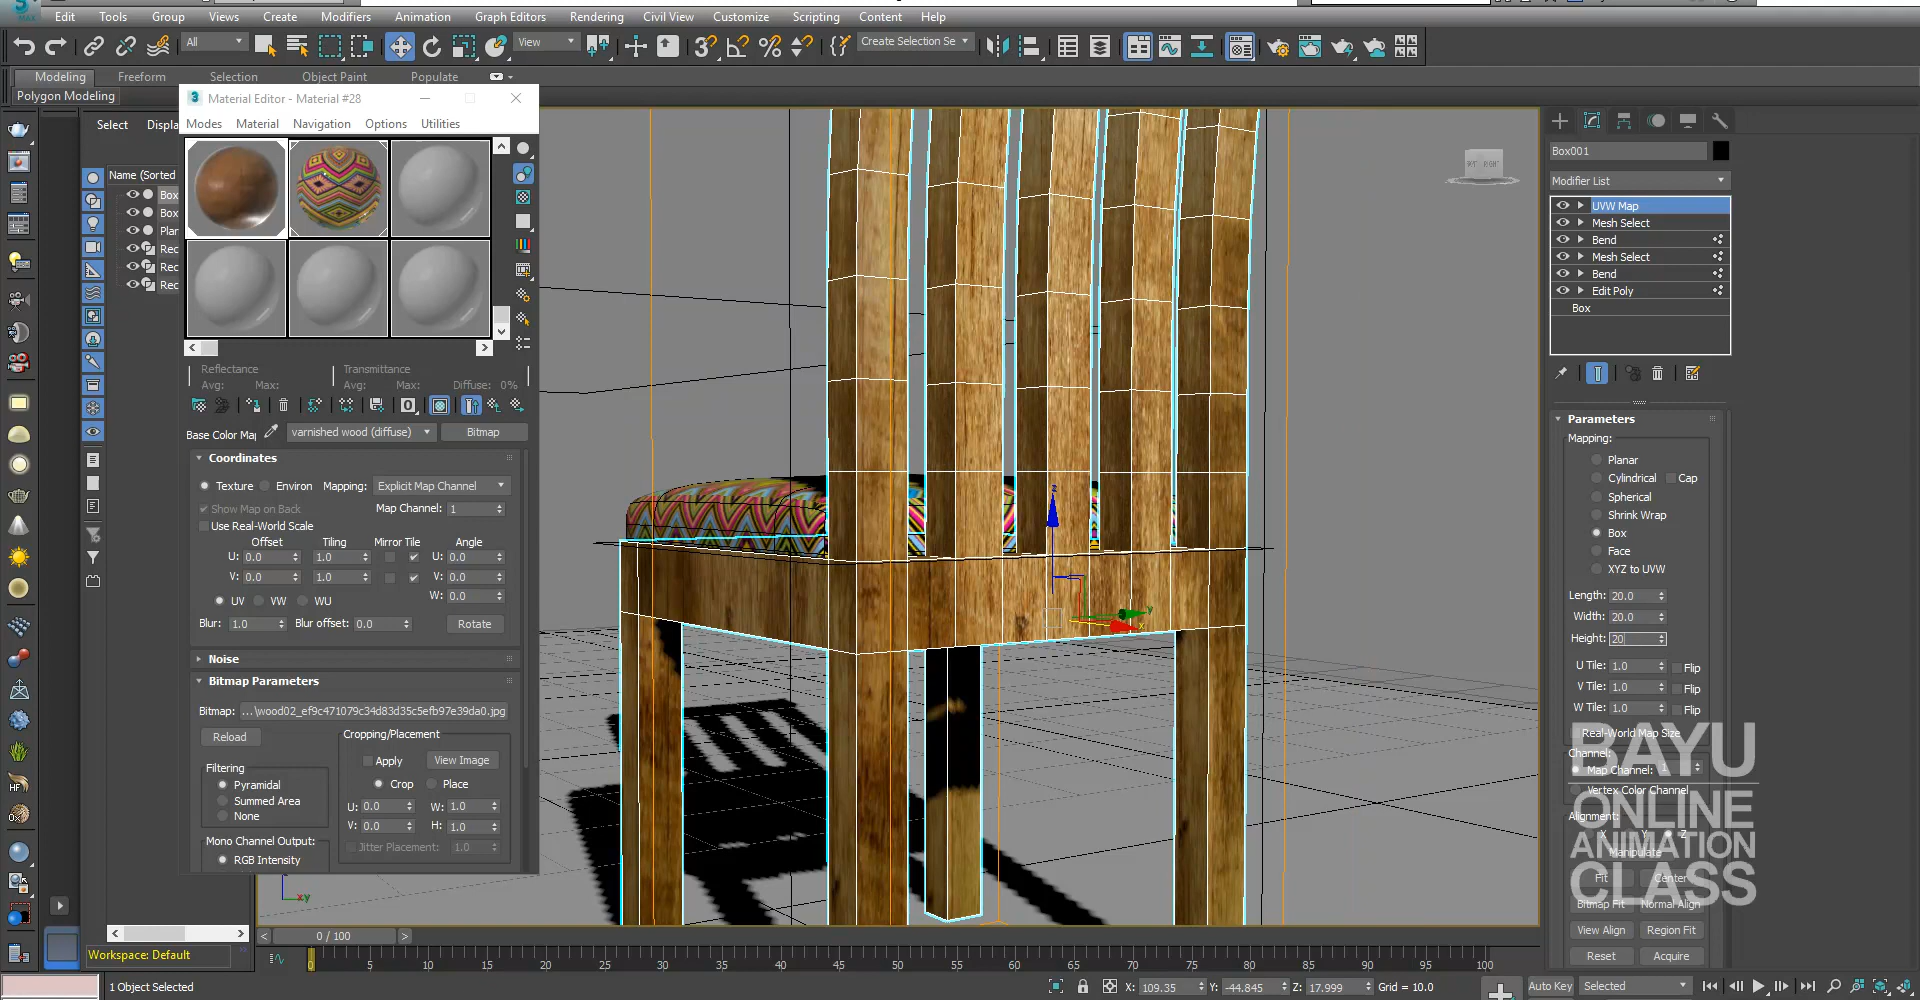 Edit Tools Group Views Create Modifiers Animation Graph Editors Rendering Civil View Customize Scripting Content Help
All View Create Selection Se
Modeling Freeform Selection Object Paint Populate
Polygon Modeling
Material Editor - Material #28
Modes Material Navigation Options Utilities
Select Displa
Name (Sorted
Box
Box
Plan
Rec
Rec
Rec
Reflectance Transmittance
Avg: Max: Avg: Max: Diffuse: 0%
Base Color Map varnished wood (diffuse) Bitmap
Coordinates
Texture Environ Mapping: Explicit Map Channel
Show Map on Back Map Channel: 1
Use Real-World Scale
Offset Tiling Mirror Tile Angle
U: 0.0 1.0 U: 0.0
V: 0.0 1.0 V: 0.0
W: 0.0
UV VW WU
Blur: 1.0 Blur offset: 0.0 Rotate
Noise
Bitmap Parameters
Bitmap: ...\wood02_ef9c471079c34d83d35c5efb97e39da0.jpg
Reload
Cropping/Placement
Apply View Image
Crop Place
U: 0.0 W: 1.0
V: 0.0 H: 1.0
Jitter Placement: 1.0
Filtering
Pyramidal
Summed Area
None
Mono Channel Output:
RGB Intensity
z
y
x
Box001
Modifier List
UVW Map
Mesh Select
Bend
Mesh Select
Bend
Edit Poly
Box
Parameters
Mapping:
Planar
Cylindrical Cap
Spherical
Shrink Wrap
Box
Face
XYZ to UVW
Length: 20.0
Width: 20.0
Height: 20
U Tile: 1.0 Flip
V Tile: 1.0 Flip
W Tile: 1.0 Flip
Real-World Map Size
Channel:
Map Channel: 1
Vertex Color Channel
Alignment:
X Y Z
Manipulate
Fit Center
Bitmap Fit Normal Align
View Align Region Fit
Reset Acquire
BAYU
ONLINE
ANIMATION
CLASS
0 / 100
Workspace: Default
0 5 10 15 20 25 30 35 40 45 50 55 60 65 70 75 80 85 90 95 100
1 Object Selected X: 109.35 Y: -44.845 Z: 17.999 Grid = 10.0 Auto Key Selected